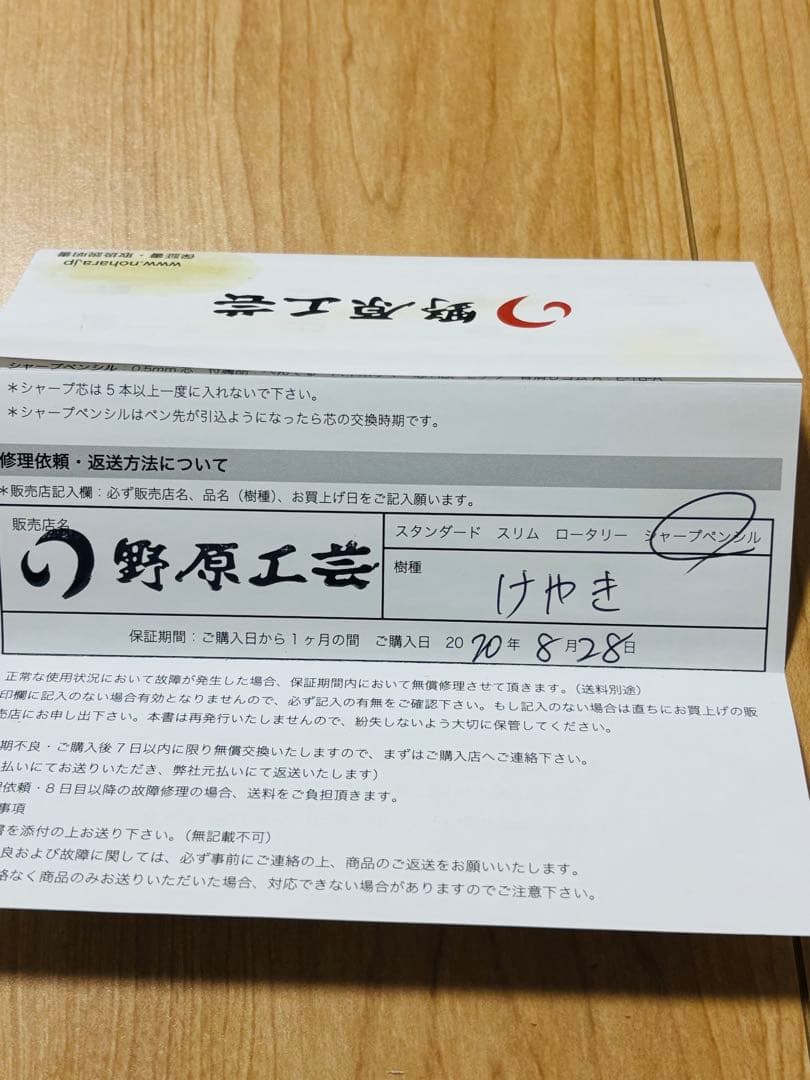 保証書・取扱説明書
www.nohara.jp
野原工芸
シャープペンシル 0.5mm芯
＊シャープ芯は5本以上一度に入れないで下さい。
＊シャープペンシルはペン先が引込ようになったら芯の交換時期です。
修理依頼・返送方法について
＊販売店記入欄：必ず販売店名、品名（樹種）、お買上げ日をご記入願います。
販売店名
野原工芸
スタンダード スリム ロータリー シャープペンシル
樹種
けやき
保証期間：ご購入日から1ヶ月の間 ご購入日 2020年8月28日
正常な使用状況において故障が発生した場合、保証期間内において無償修理させて頂きます。（送料別途）
印欄に記入のない場合有効となりませんので、必ず記入の有無をご確認下さい。もし記入のない場合は直ちにお買上げの販
売店にお申し出下さい。本書は再発行いたしませんので、紛失しないよう大切に保管してください。
期不良・ご購入後7日以内に限り無償交換いたしますので、まずはご購入店へご連絡下さい。
払いにてお送りいただき、弊社元払いにて返送いたします）
依頼・8日目以降の故障修理の場合、送料をご負担頂きます。
事項
書を添付の上お送り下さい。（無記載不可）
良および故障に関しては、必ず事前にご連絡の上、商品のご返送をお願いいたします。
絡なく商品のみお送りいただいた場合、対応できない場合がありますのでご注意下さい。